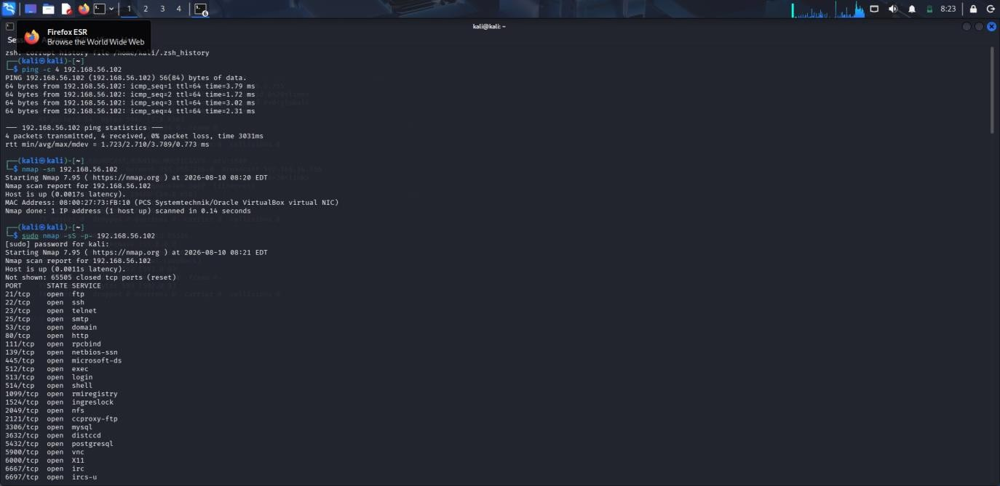 1 2 3 4 6 8:23
Firefox ESR
Browse the World Wide Web
kali@kali: ~
zsh: corrupt history file /home/kali/.zsh_history
┌──(kali㉿kali)-[~]
└─$ ping -c 4 192.168.56.102
PING 192.168.56.102 (192.168.56.102) 56(84) bytes of data.
64 bytes from 192.168.56.102: icmp_seq=1 ttl=64 time=3.79 ms
64 bytes from 192.168.56.102: icmp_seq=2 ttl=64 time=1.72 ms
64 bytes from 192.168.56.102: icmp_seq=3 ttl=64 time=3.02 ms
64 bytes from 192.168.56.102: icmp_seq=4 ttl=64 time=2.31 ms
── 192.168.56.102 ping statistics ──
4 packets transmitted, 4 received, 0% packet loss, time 3031ms
rtt min/avg/max/mdev = 1.723/2.710/3.789/0.773 ms
┌──(kali㉿kali)-[~]
└─$ nmap -sn 192.168.56.102
Starting Nmap 7.95 ( https://nmap.org ) at 2026-08-10 08:20 EDT
Nmap scan report for 192.168.56.102
Host is up (0.0017s latency).
MAC Address: 08:00:27:73:FB:10 (PCS Systemtechnik/Oracle VirtualBox virtual NIC)
Nmap done: 1 IP address (1 host up) scanned in 0.14 seconds
┌──(kali㉿kali)-[~]
└─$ sudo nmap -sS -p- 192.168.56.102
[sudo] password for kali:
Starting Nmap 7.95 ( https://nmap.org ) at 2026-08-10 08:21 EDT
Nmap scan report for 192.168.56.102
Host is up (0.0011s latency).
Not shown: 65505 closed tcp ports (reset)
PORT STATE SERVICE
21/tcp open ftp
22/tcp open ssh
23/tcp open telnet
25/tcp open smtp
53/tcp open domain
80/tcp open http
111/tcp open rpcbind
139/tcp open netbios-ssn
445/tcp open microsoft-ds
512/tcp open exec
513/tcp open login
514/tcp open shell
1099/tcp open rmiregistry
1524/tcp open ingreslock
2049/tcp open nfs
2121/tcp open ccproxy-ftp
3306/tcp open mysql
3632/tcp open distccd
5432/tcp open postgresql
5900/tcp open vnc
6000/tcp open X11
6667/tcp open irc
6697/tcp open ircs-u